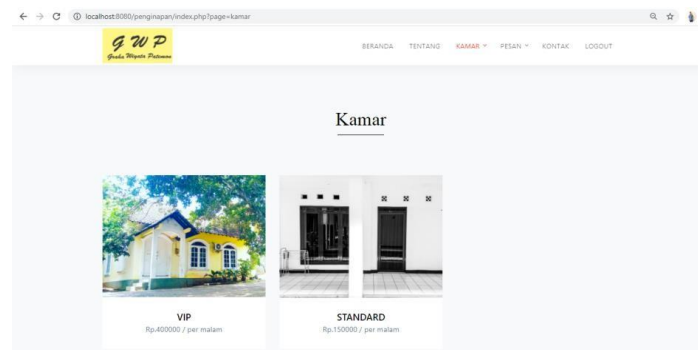 localhost:8080/penginapan/index.php?page=kamar
G W P
Graha Wiyata Patemon
BERANDA TENTANG KAMAR PESAN KONTAK LOGOUT
Kamar
VIP
Rp.400000 / per malam
STANDARD
Rp.150000 / per malam